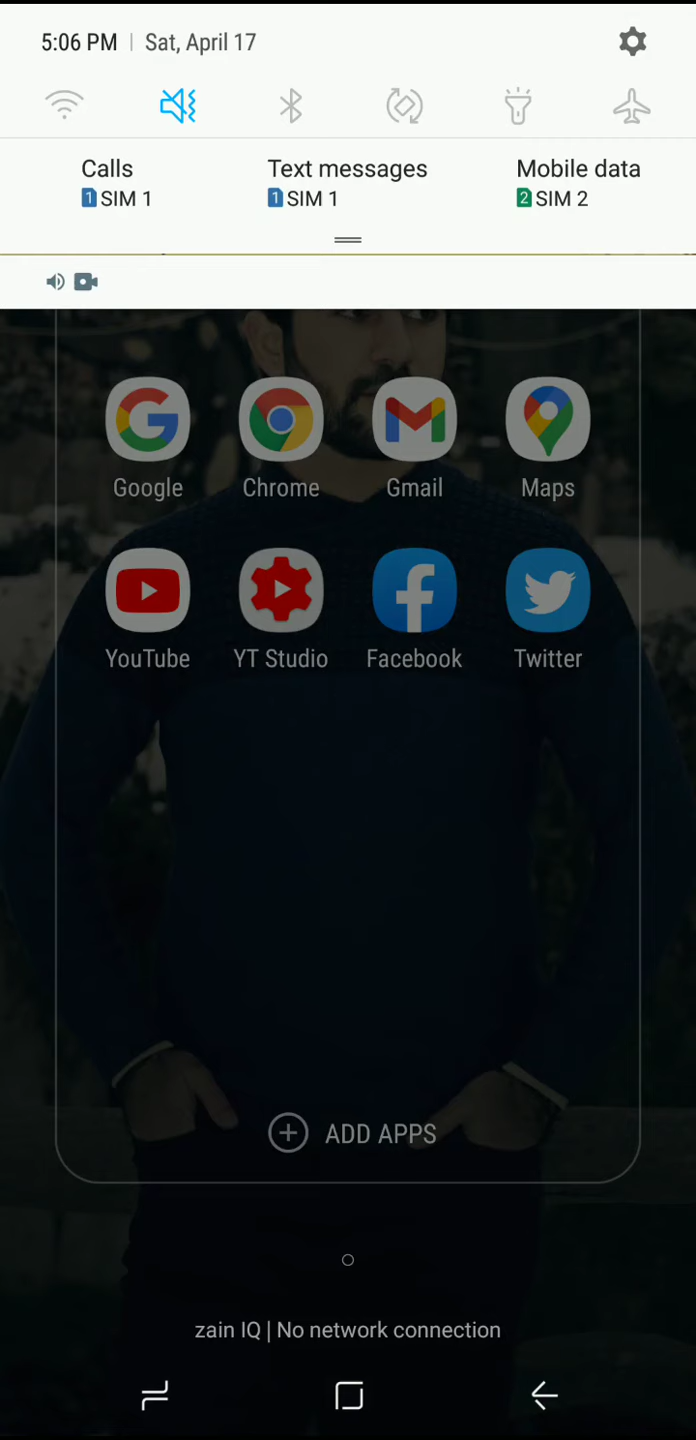 5:06 PM | Sat, April 17
Calls Text messages Mobile data
1 SIM 1 1 SIM 1 2 SIM 2
Google Chrome Gmail Maps
YouTube YT Studio Facebook Twitter
ADD APPS
zain IQ | No network connection